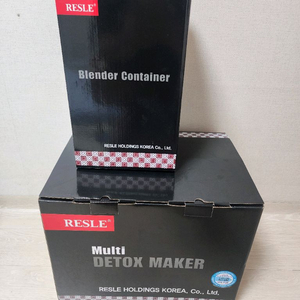 RESLE®
Blender Container
RESLE HOLDINGS KOREA Co., Ltd.
RESLE®
Multi
DETOX MAKER
RESLE HOLDINGS KOREA. Co., Ltd.